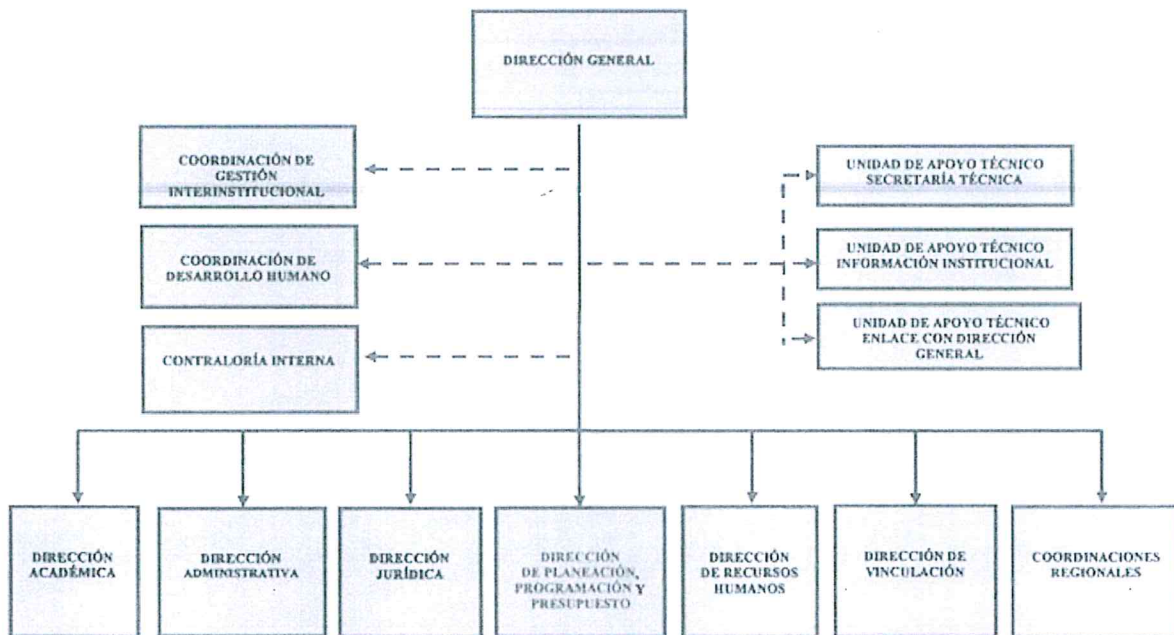 DIRECCIÓN GENERAL
COORDINACIÓN DE
GESTIÓN
INTERINSTITUCIONAL
COORDINACIÓN DE
DESARROLLO HUMANO
CONTRALORÍA INTERNA
UNIDAD DE APOYO TÉCNICO
SECRETARÍA TÉCNICA
UNIDAD DE APOYO TÉCNICO
INFORMACIÓN INSTITUCIONAL
UNIDAD DE APOYO TÉCNICO
ENLACE CON DIRECCIÓN
GENERAL
DIRECCIÓN
ACADÉMICA
DIRECCIÓN
ADMINISTRATIVA
DIRECCIÓN
JURÍDICA
DIRECCIÓN
DE PLANEACIÓN,
PROGRAMACIÓN Y
PRESUPUESTO
DIRECCIÓN
DE RECURSOS
HUMANOS
DIRECCIÓN DE
VINCULACIÓN
COORDINACIONES
REGIONALES